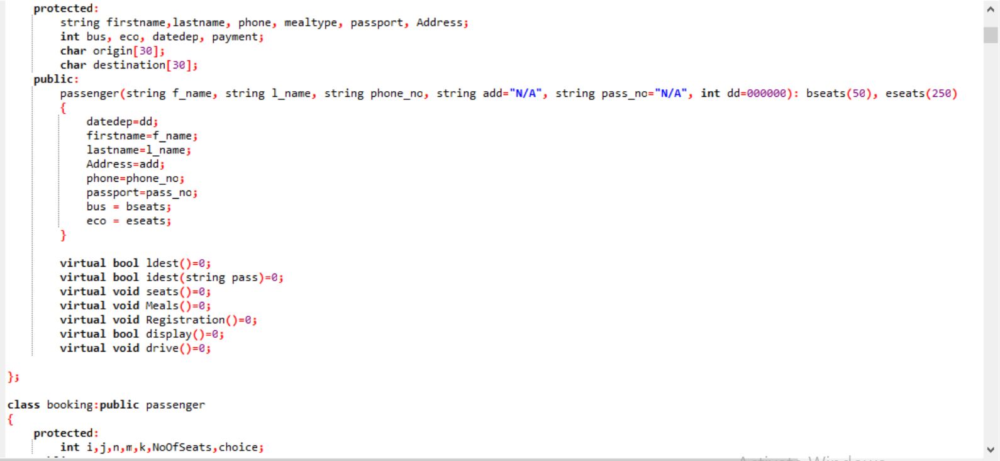 protected:
string firstname,lastname, phone, mealtype, passport, Address;
int bus, eco, datedep, payment;
char origin[30];
char destination[30];
public:
passenger(string f_name, string l_name, string phone_no, string add="N/A", string pass_no="N/A", int dd=000000): bseats(50), eseats(250)
{
datedep=dd;
firstname=f_name;
lastname=l_name;
Address=add;
phone=phone_no;
passport=pass_no;
bus = bseats;
eco = eseats;
}
virtual bool ldest()=0;
virtual bool idest(string pass)=0;
virtual void seats()=0;
virtual void Meals()=0;
virtual void Registration()=0;
virtual bool display()=0;
virtual void drive()=0;
};
class booking:public passenger
{
protected:
int i,j,n,m,k,NoOfSeats,choice;